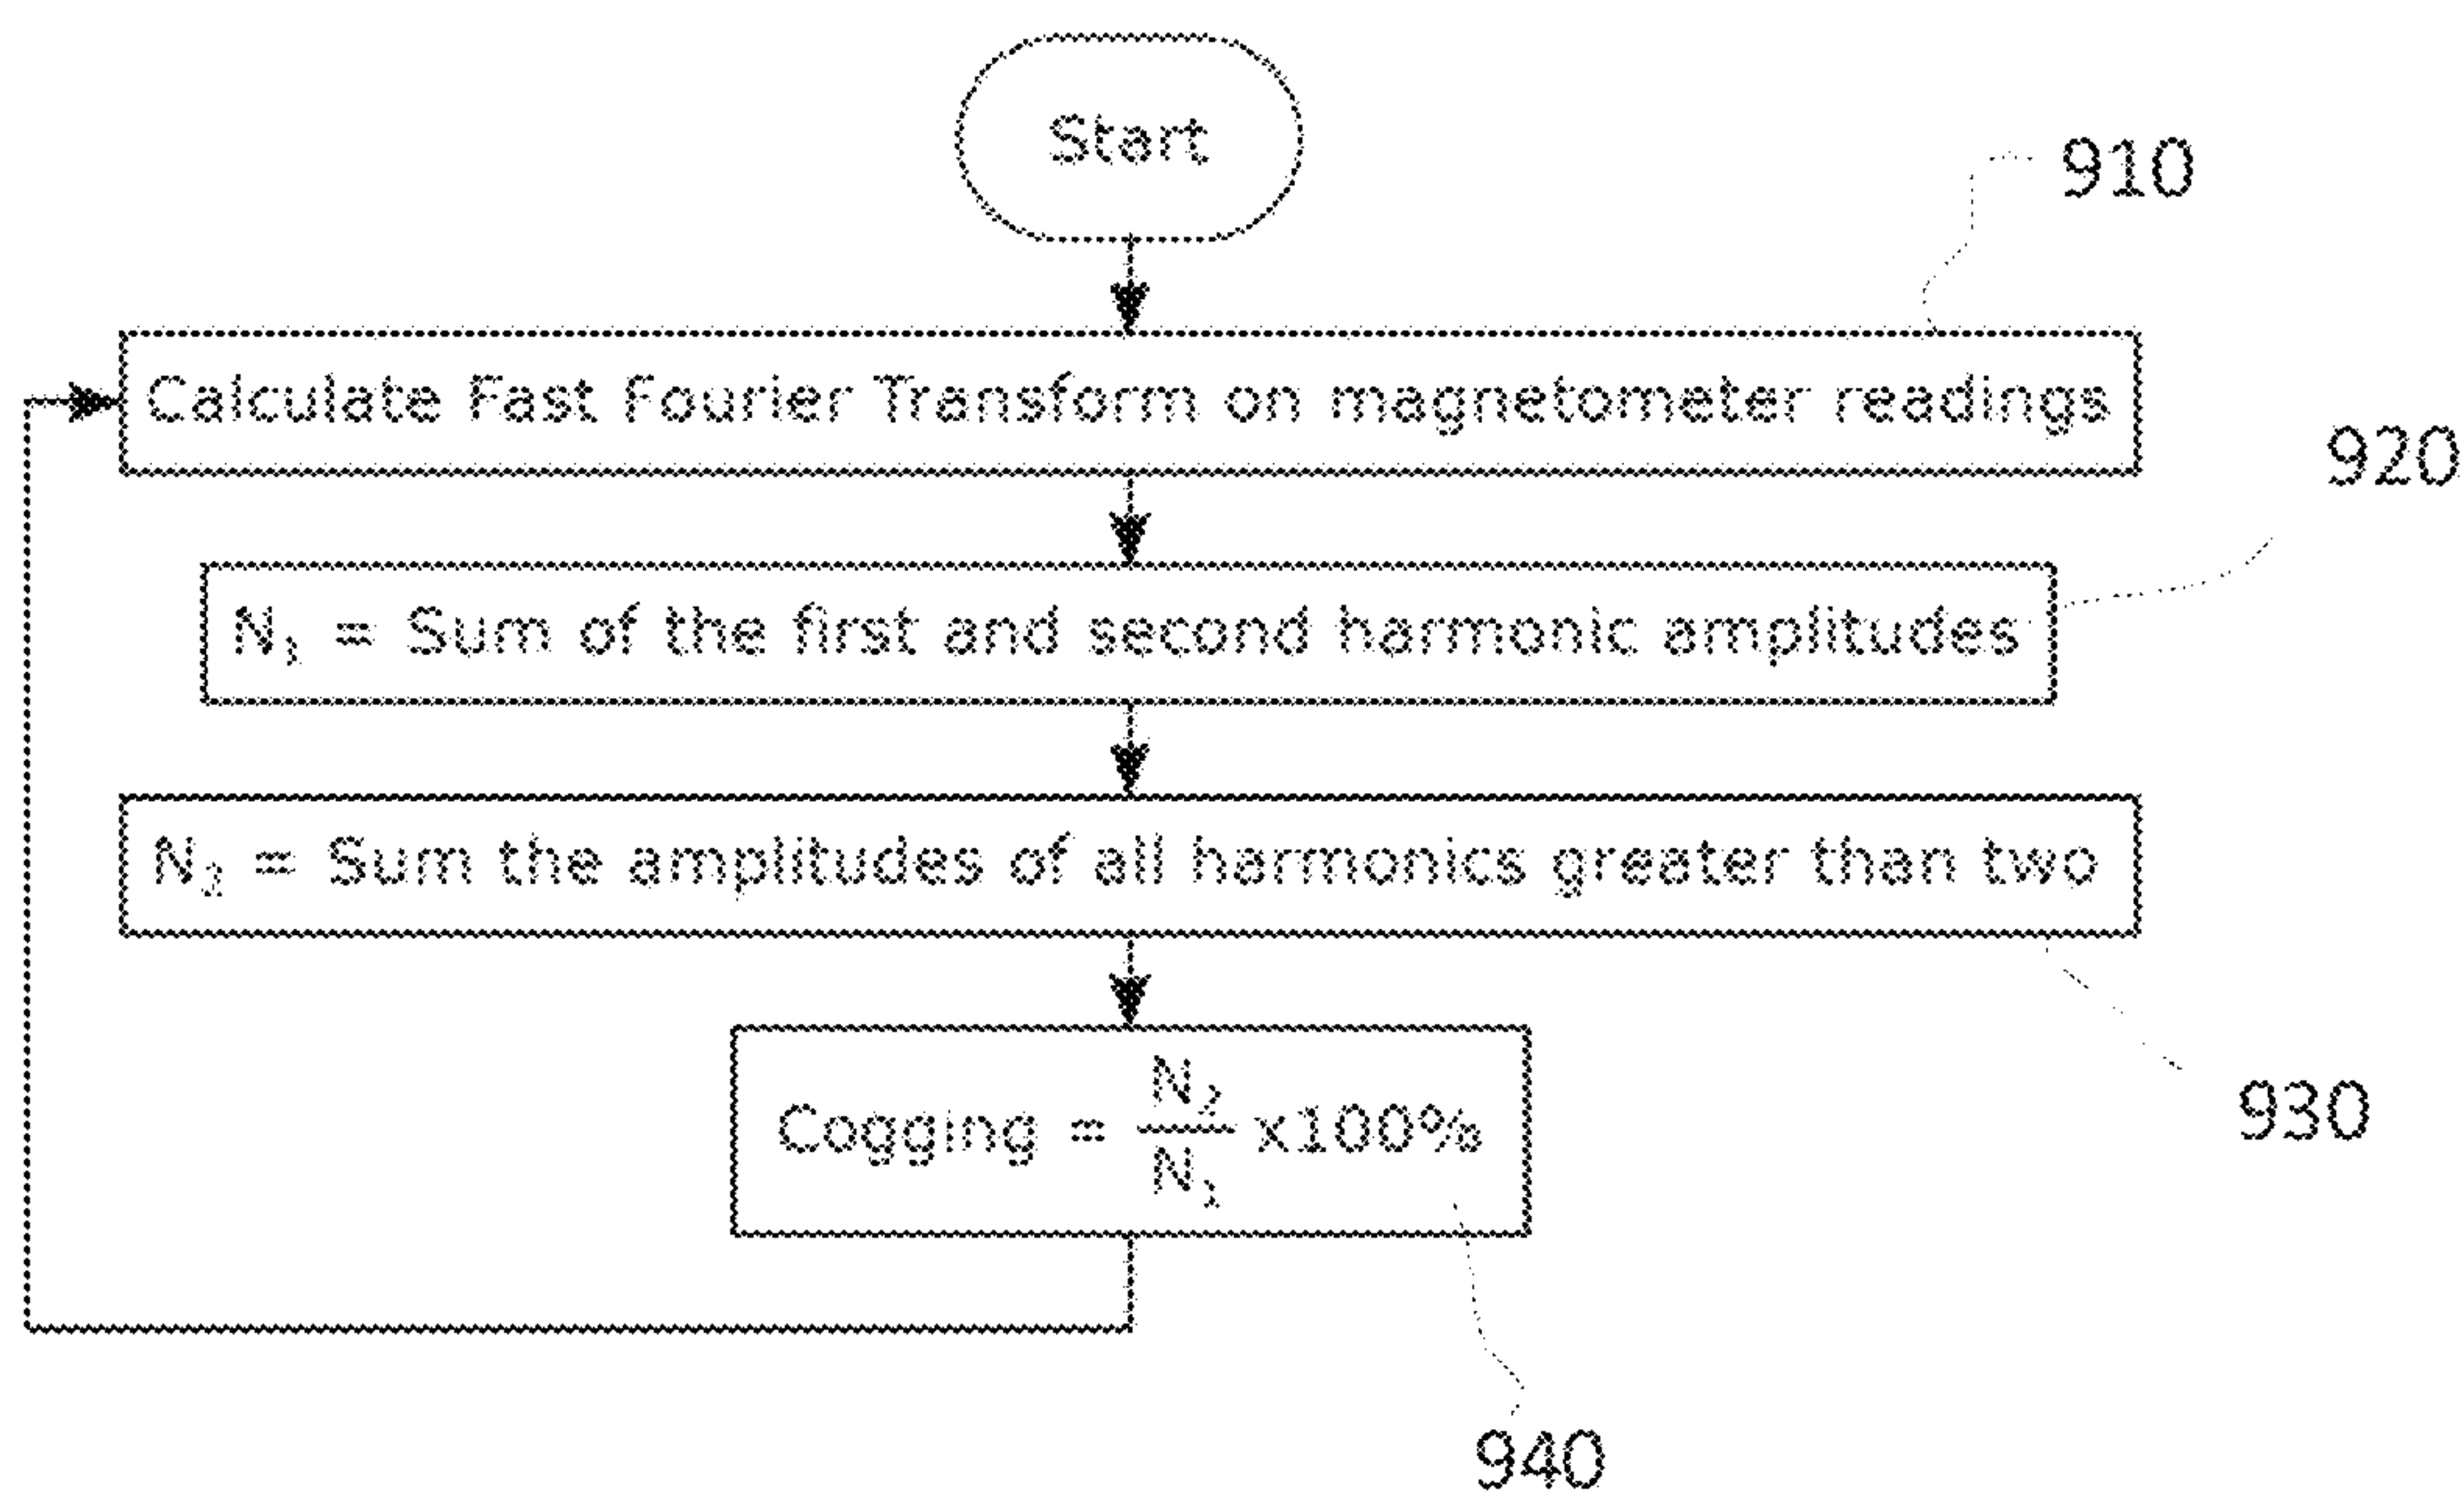 Start
910
Calculate Fast Fourier Transform on magnetometer readings
920
N₁ = Sum of the first and second harmonic amplitudes
N₂ = Sum the amplitudes of all harmonics greater than two
930
Cogging = N₂/N₁ x100%
940